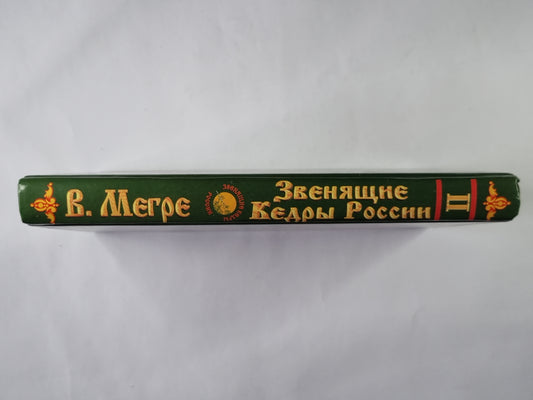 В. Мегре
Звенящие
Кедры России
II